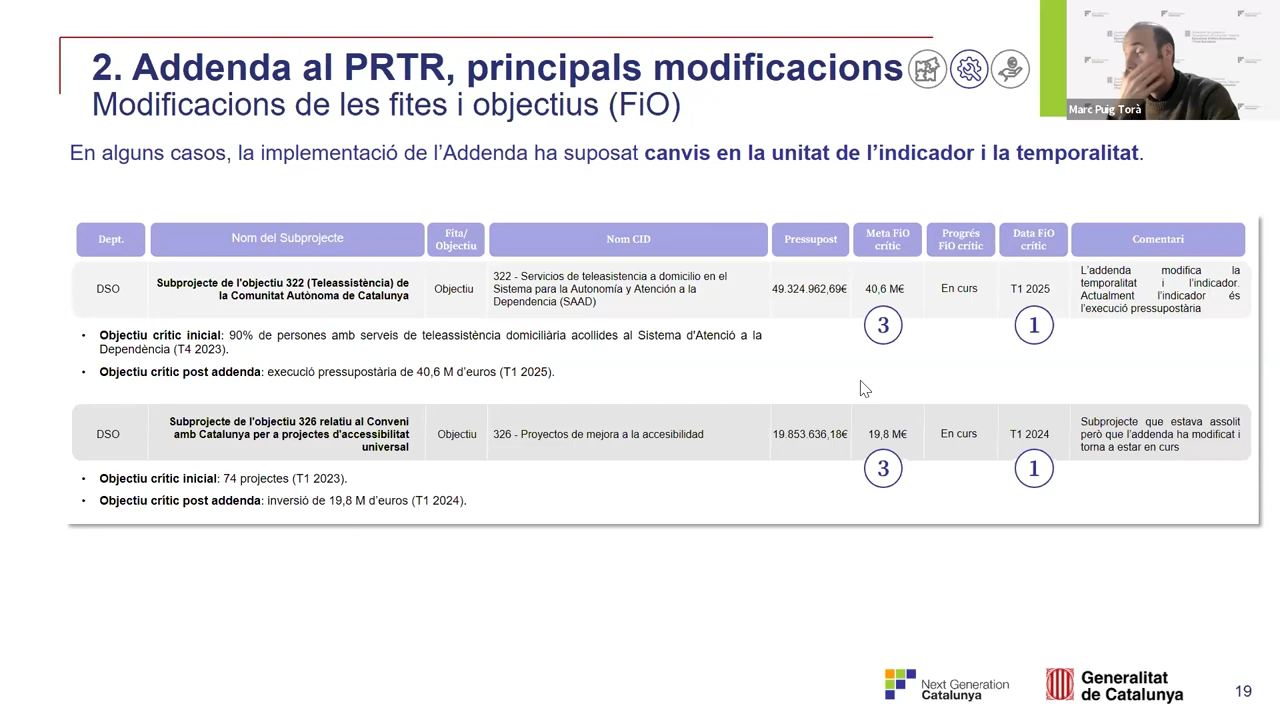 2. Addenda al PRTR, principals modificacions
Modificacions de les fites i objectius (FiO)
Marc Puig Torà
En alguns casos, la implementació de l’Addenda ha suposat canvis en la unitat de l’indicador i la temporalitat.
Dept.
Nom del Subprojecte
Fita/
Objectiu
Nom CID
Pressupost
Meta FiO
crític
Progrés
FiO crític
Data FiO
crític
Comentari
DSO
Subprojecte de l'objectiu 322 (Teleassistència) de
la Comunitat Autònoma de Catalunya
Objectiu
322 - Servicios de teleasistencia a domicilio en el
Sistema para la Autonomía y Atención a la
Dependencia (SAAD)
49.324.962,69€
40,6 M€
En curs
T1 2025
L’addenda modifica la
temporalitat i l’indicador.
Actualment l’indicador és
l’execució pressupostària
3
1
• Objectiu crític inicial: 90% de persones amb serveis de teleassistència domiciliària acollides al Sistema d'Atenció a la
Dependència (T4 2023).
• Objectiu crític post addenda: execució pressupostària de 40,6 M d’euros (T1 2025).
DSO
Subprojecte de l'objectiu 326 relatiu al Conveni
amb Catalunya per a projectes d'accessibilitat
universal
Objectiu
326 - Proyectos de mejora a la accesibilidad
19.853.636,18€
19,8 M€
En curs
T1 2024
Subprojecte que estava assolit
però que l’addenda ha modificat i
torna a estar en curs
3
1
• Objectiu crític inicial: 74 projectes (T1 2023).
• Objectiu crític post addenda: inversió de 19,8 M d’euros (T1 2024).
Next Generation
Catalunya
Generalitat
de Catalunya
19